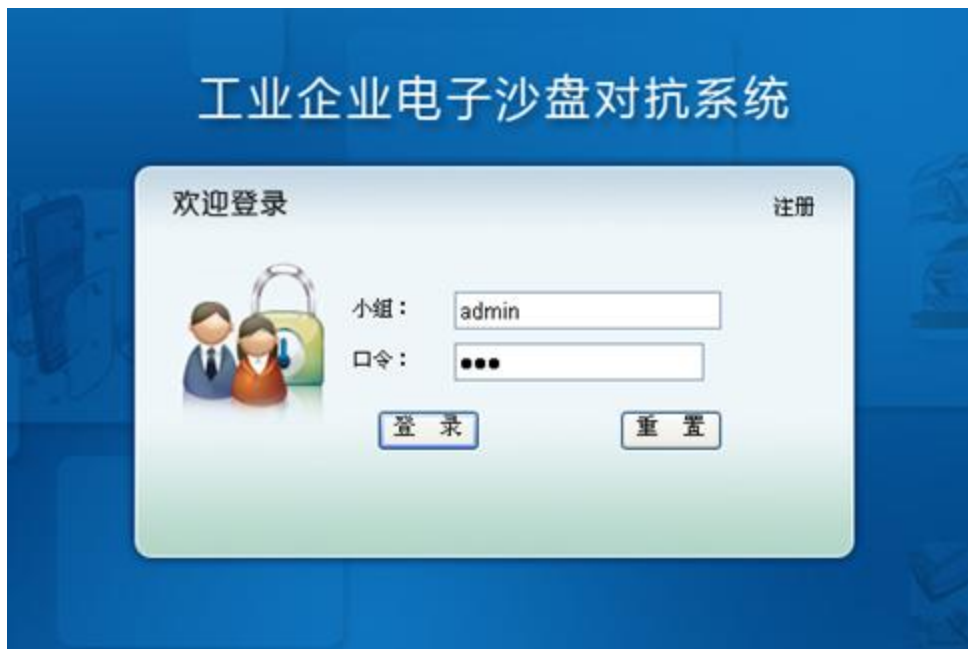 工业企业电子沙盘对抗系统
欢迎登录
注册
小组：
admin
口令：
●●●
登 录
重 置